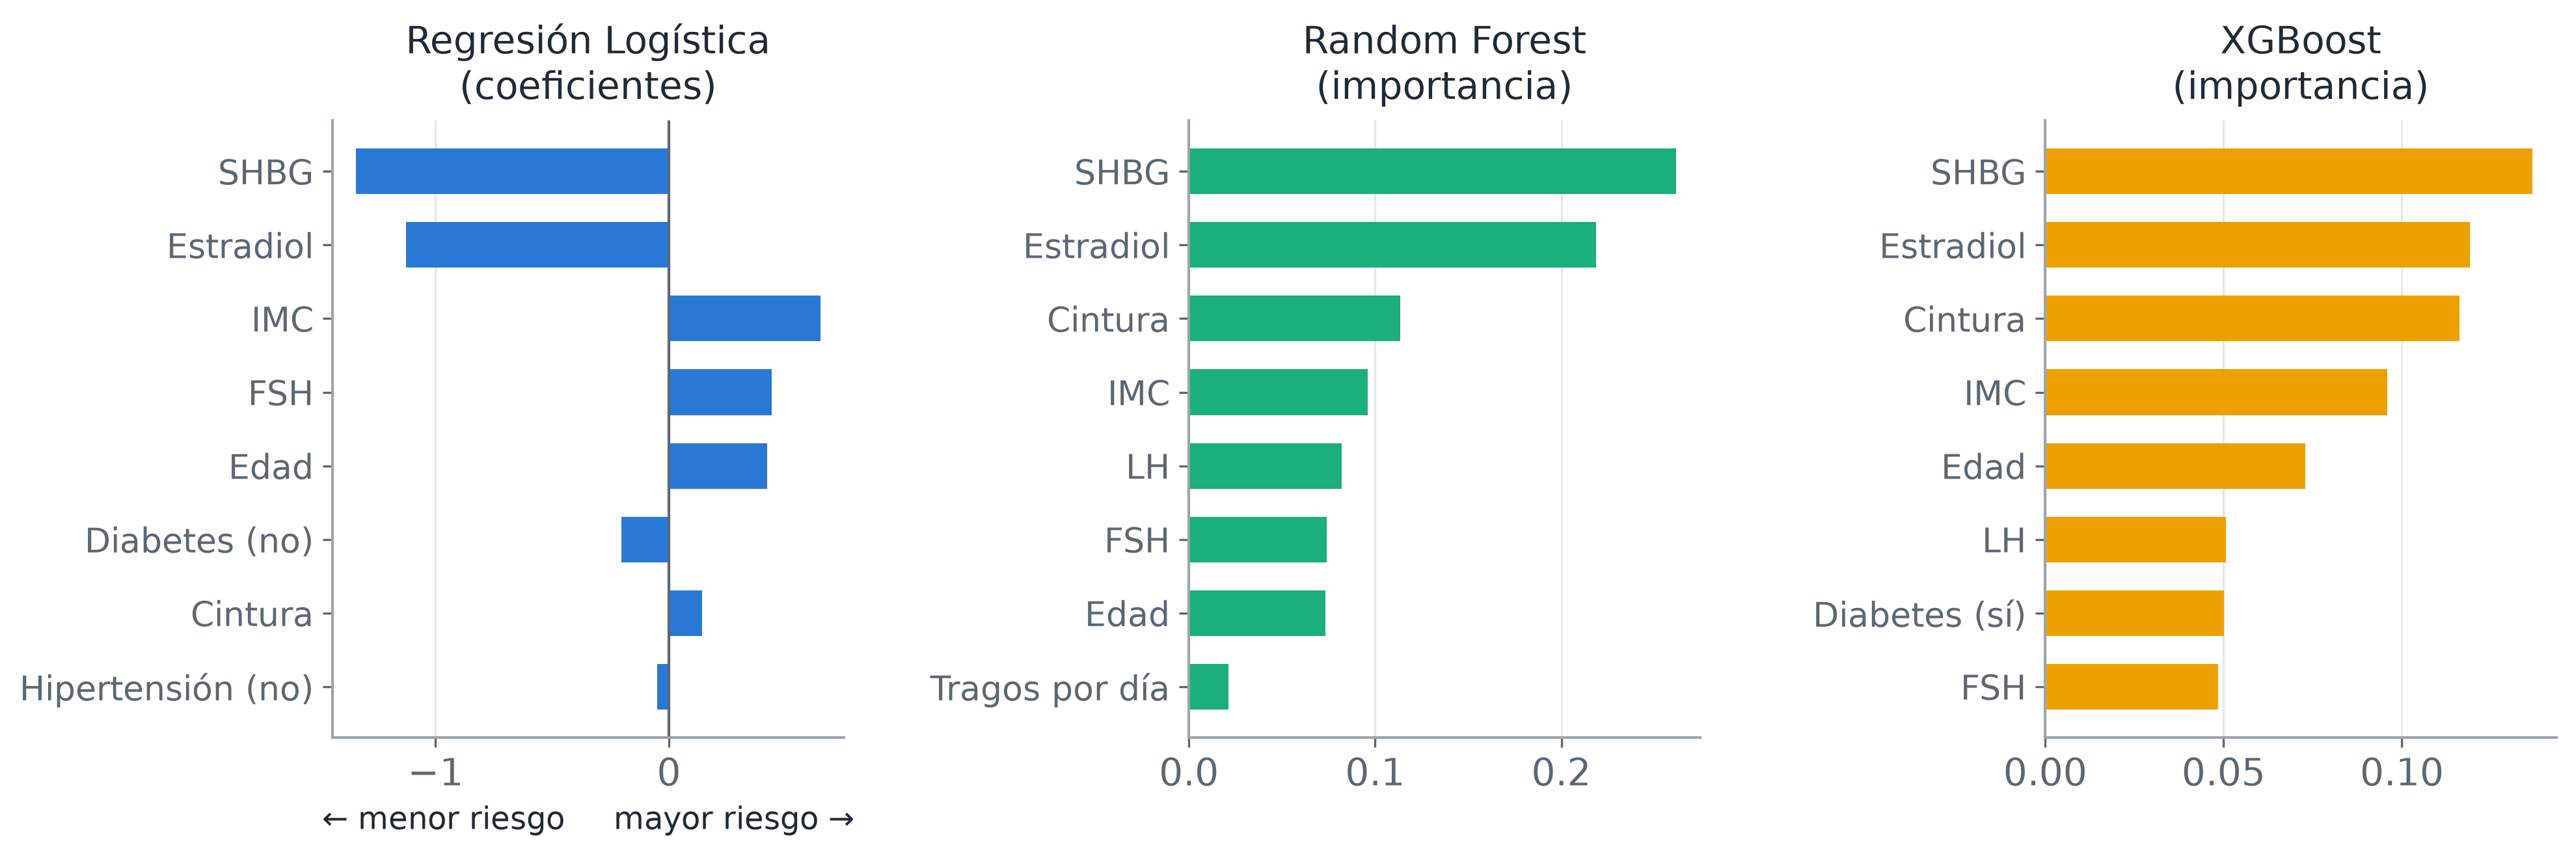 Regresión Logística
(coeficientes)
SHBG
Estradiol
IMC
FSH
Edad
Diabetes (no)
Cintura
Hipertensión (no)
−1
0
← menor riesgo
mayor riesgo →
Random Forest
(importancia)
SHBG
Estradiol
Cintura
IMC
LH
FSH
Edad
Tragos por día
0.0
0.1
0.2
XGBoost
(importancia)
SHBG
Estradiol
Cintura
IMC
Edad
LH
Diabetes (sí)
FSH
0.00
0.05
0.10